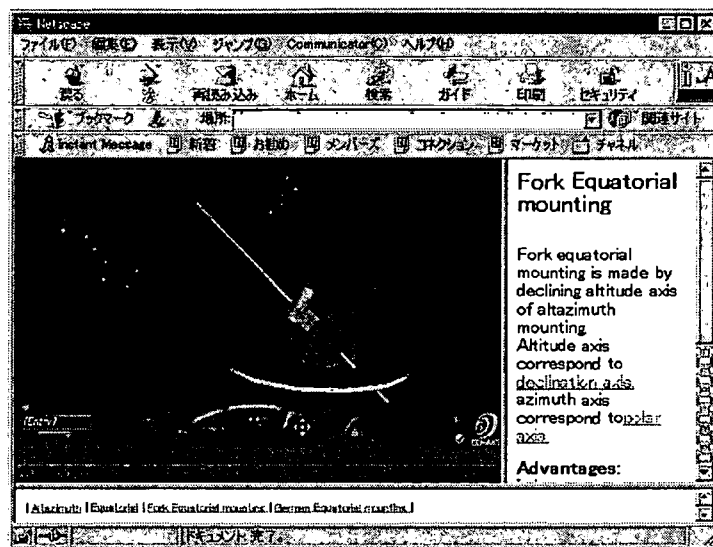 Netscape
ファイル(F) 編集(E) 表示(V) ジャンプ(G) Communicator(C) ヘルプ(H)
戻る 次 再読み込み ホーム 検索 ガイド 印刷 セキュリティ
ブックマーク 場所: 関連サイト
Instant Message 新着 お勧め メンバーズ コネクション マーケット チャネル
Fork Equatorial
mounting
Fork equatorial
mounting is made by
declining altitude axis
of altazimuth
mounting
Altitude axis
correspond to
declination axis,
azimuth axis
correspond to polar
axis.
Advantages:
(Entry)
| Altazimuth | Equatorial | Fork Equatorial mounting | German Equatorial mounting |
ドキュメント: 完了